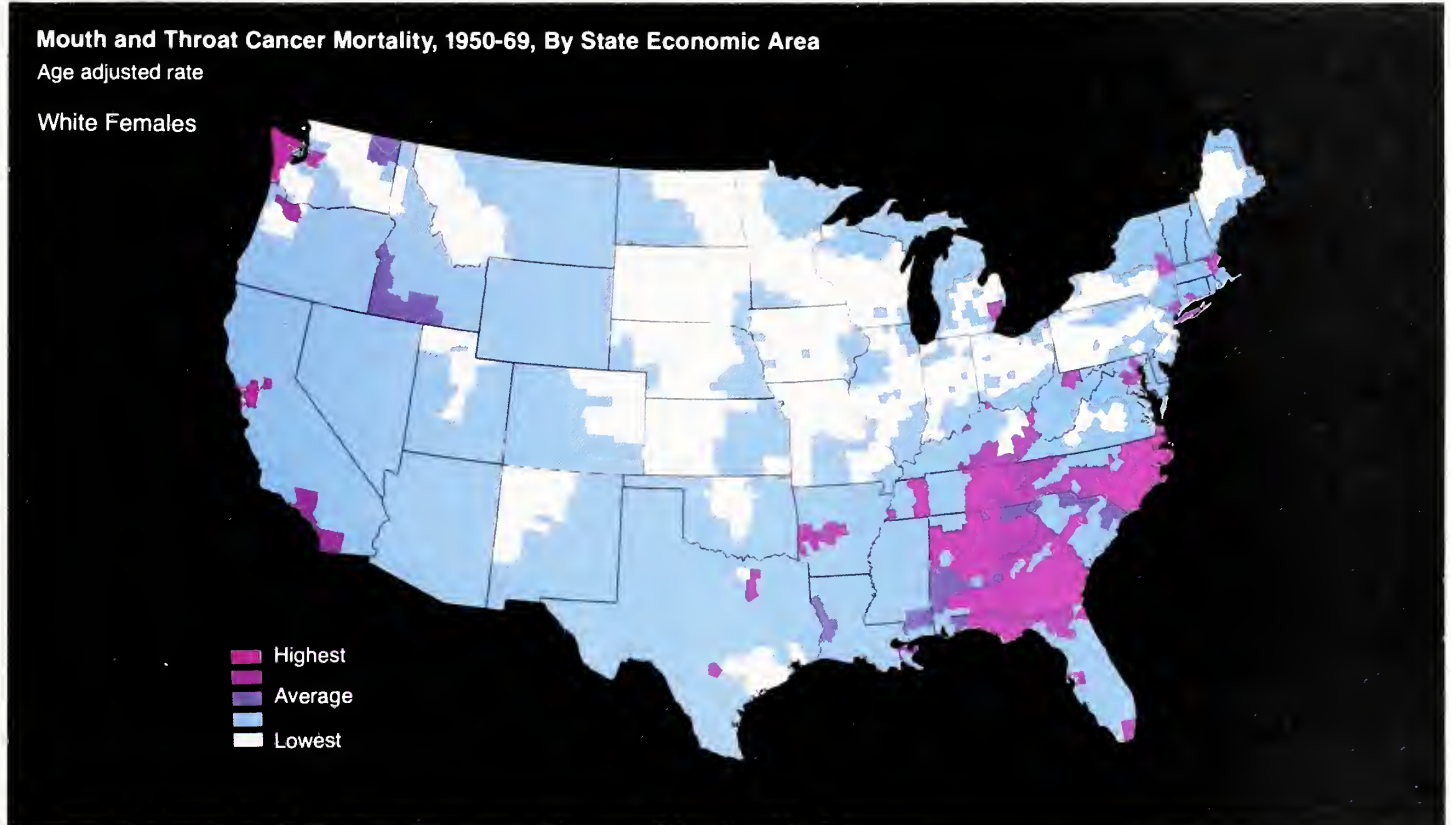 Mouth and Throat Cancer Mortality, 1950-69, By State Economic Area
Age adjusted rate
White Females
Highest
Average
Lowest